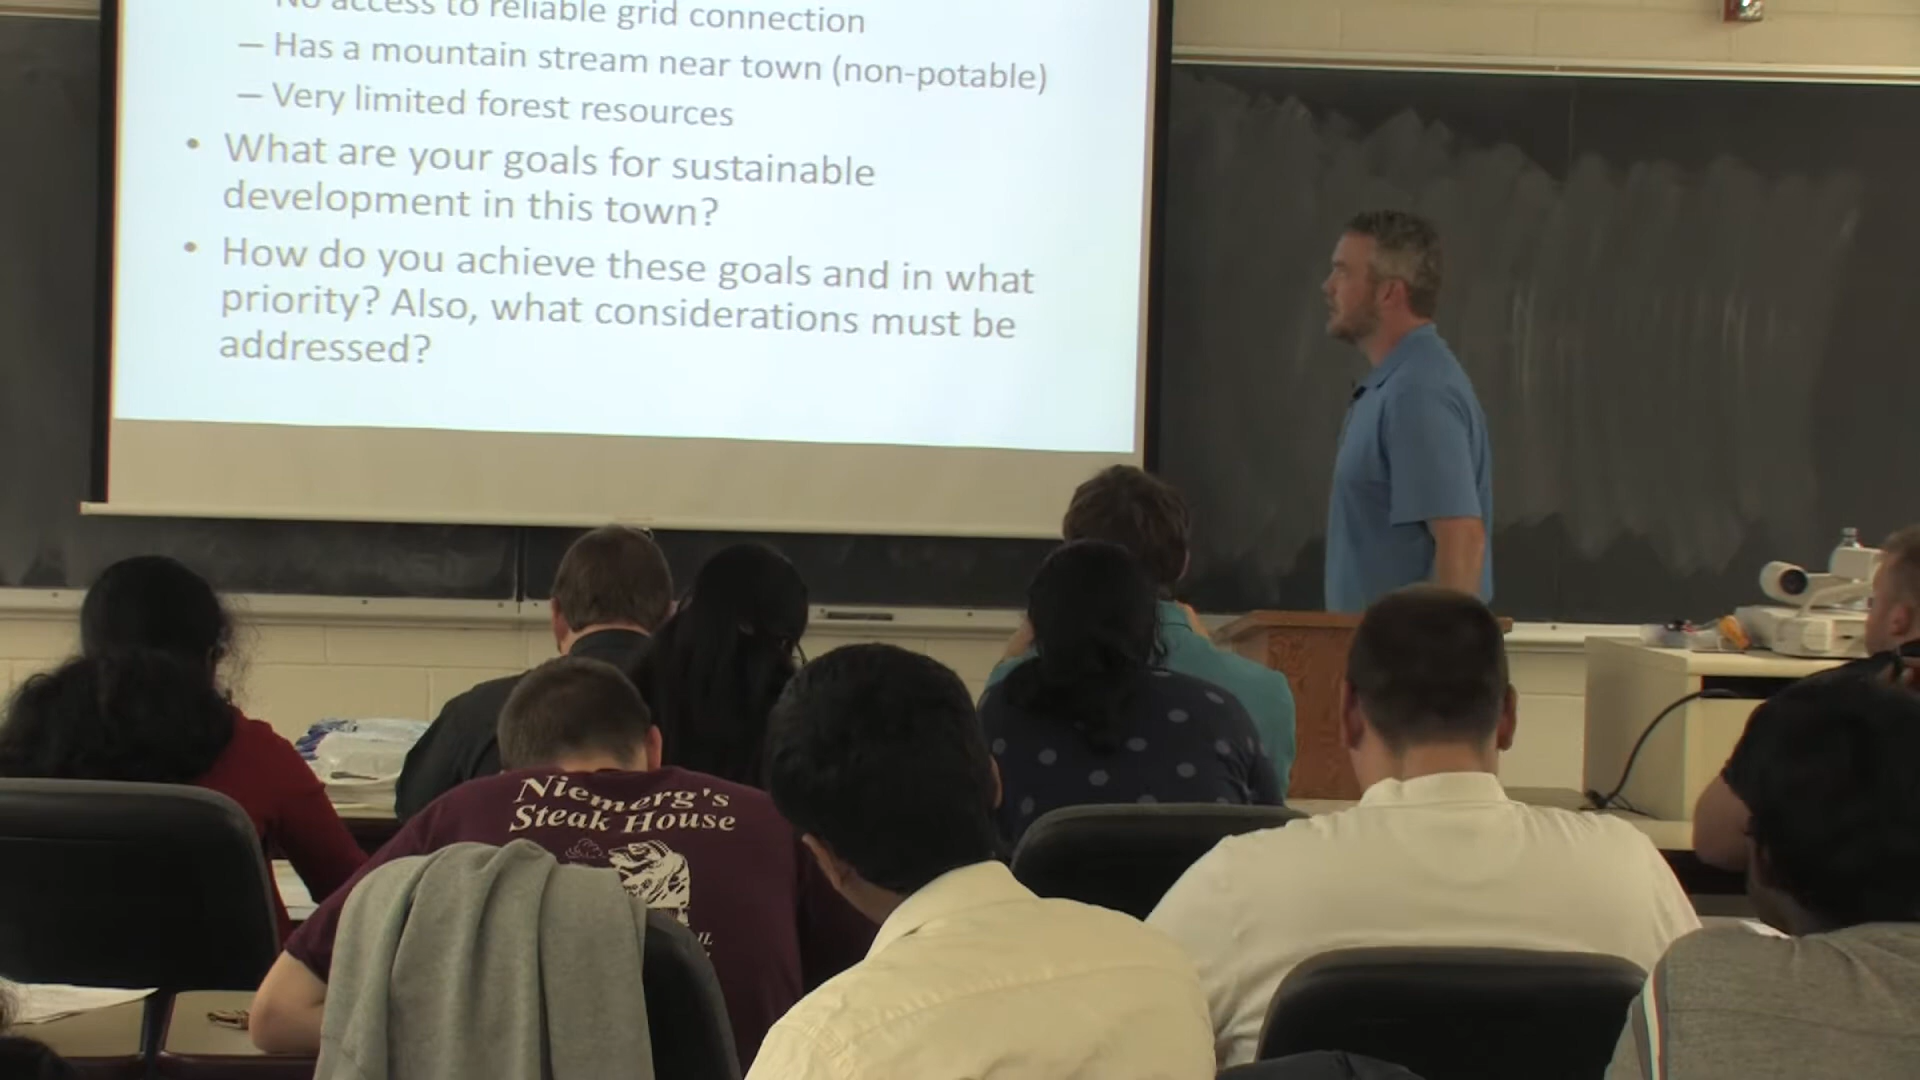 No access to reliable grid connection
– Has a mountain stream near town (non-potable)
– Very limited forest resources
• What are your goals for sustainable
development in this town?
• How do you achieve these goals and in what
priority? Also, what considerations must be
addressed?
Niemerg's
Steak House
IL